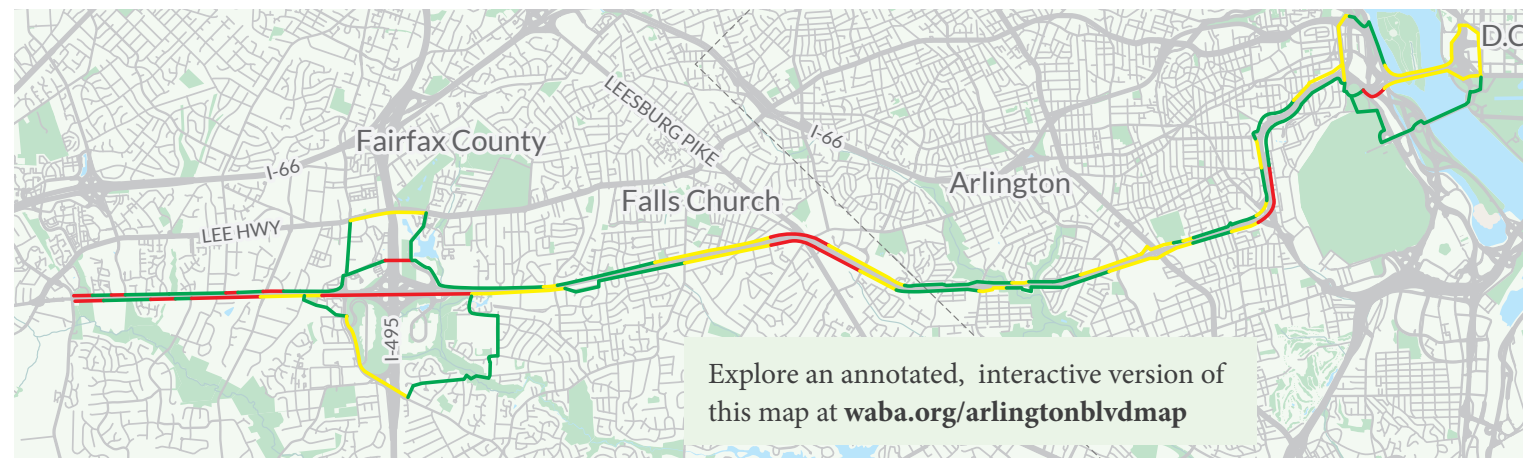 D.C
LEESBURG PIKE
Fairfax County
I-66
I-66
Arlington
Falls Church
LEE HWY
I-495
Explore an annotated, interactive version of
this map at waba.org/arlingtonblvdmap